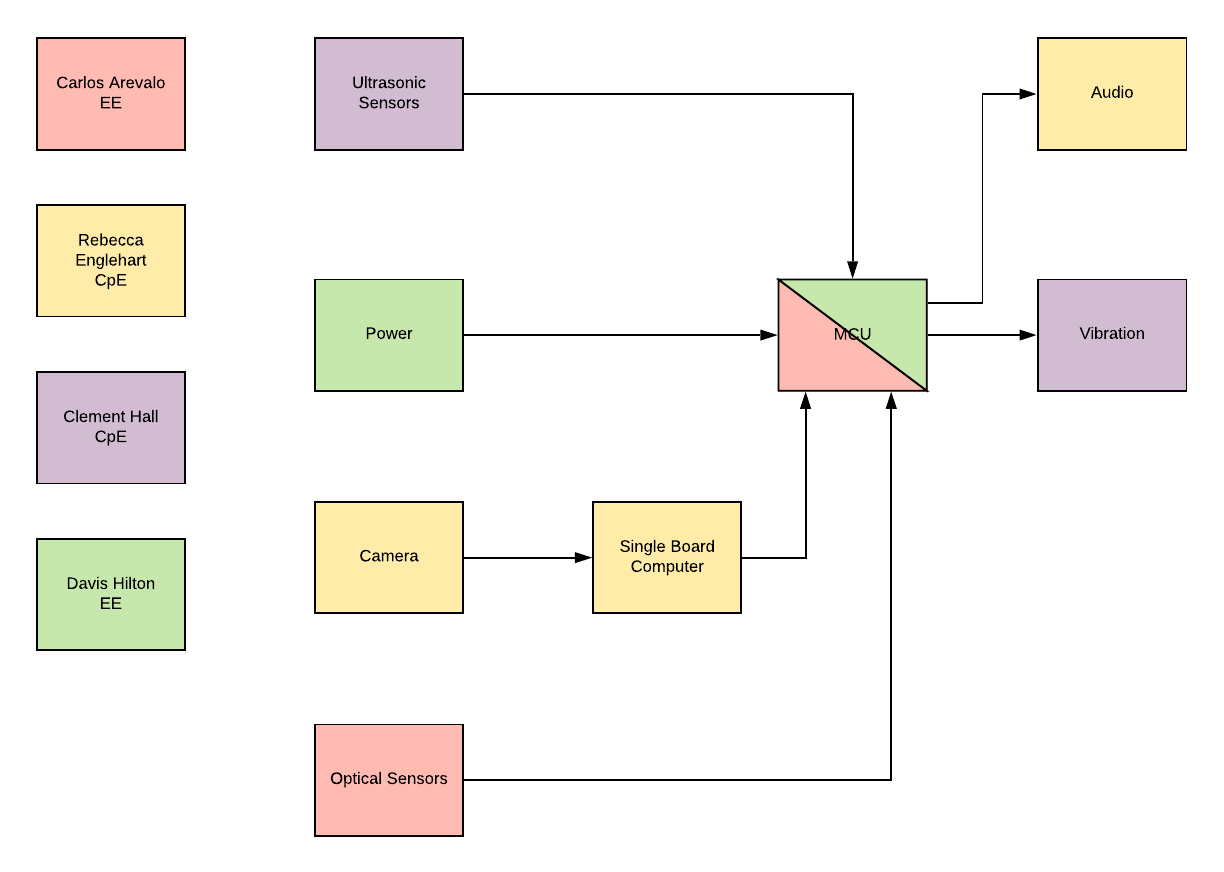 Carlos Arevalo
EE
Rebecca
Englehart
CpE
Clement Hall
CpE
Davis Hilton
EE
Ultrasonic
Sensors
Power
Camera
Single Board
Computer
Optical Sensors
MCU
Audio
Vibration